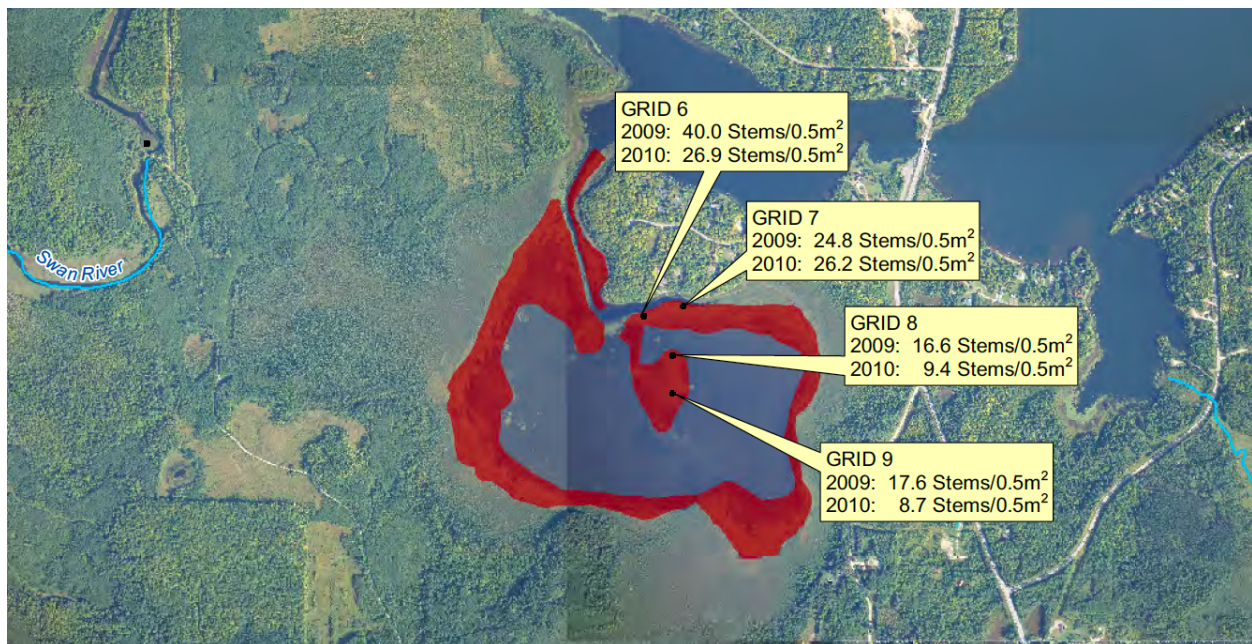 GRID 6
2009: 40.0 Stems/0.5m²
2010: 26.9 Stems/0.5m²
GRID 7
2009: 24.8 Stems/0.5m²
2010: 26.2 Stems/0.5m²
Swan River
GRID 8
2009: 16.6 Stems/0.5m²
2010: 9.4 Stems/0.5m²
GRID 9
2009: 17.6 Stems/0.5m²
2010: 8.7 Stems/0.5m²